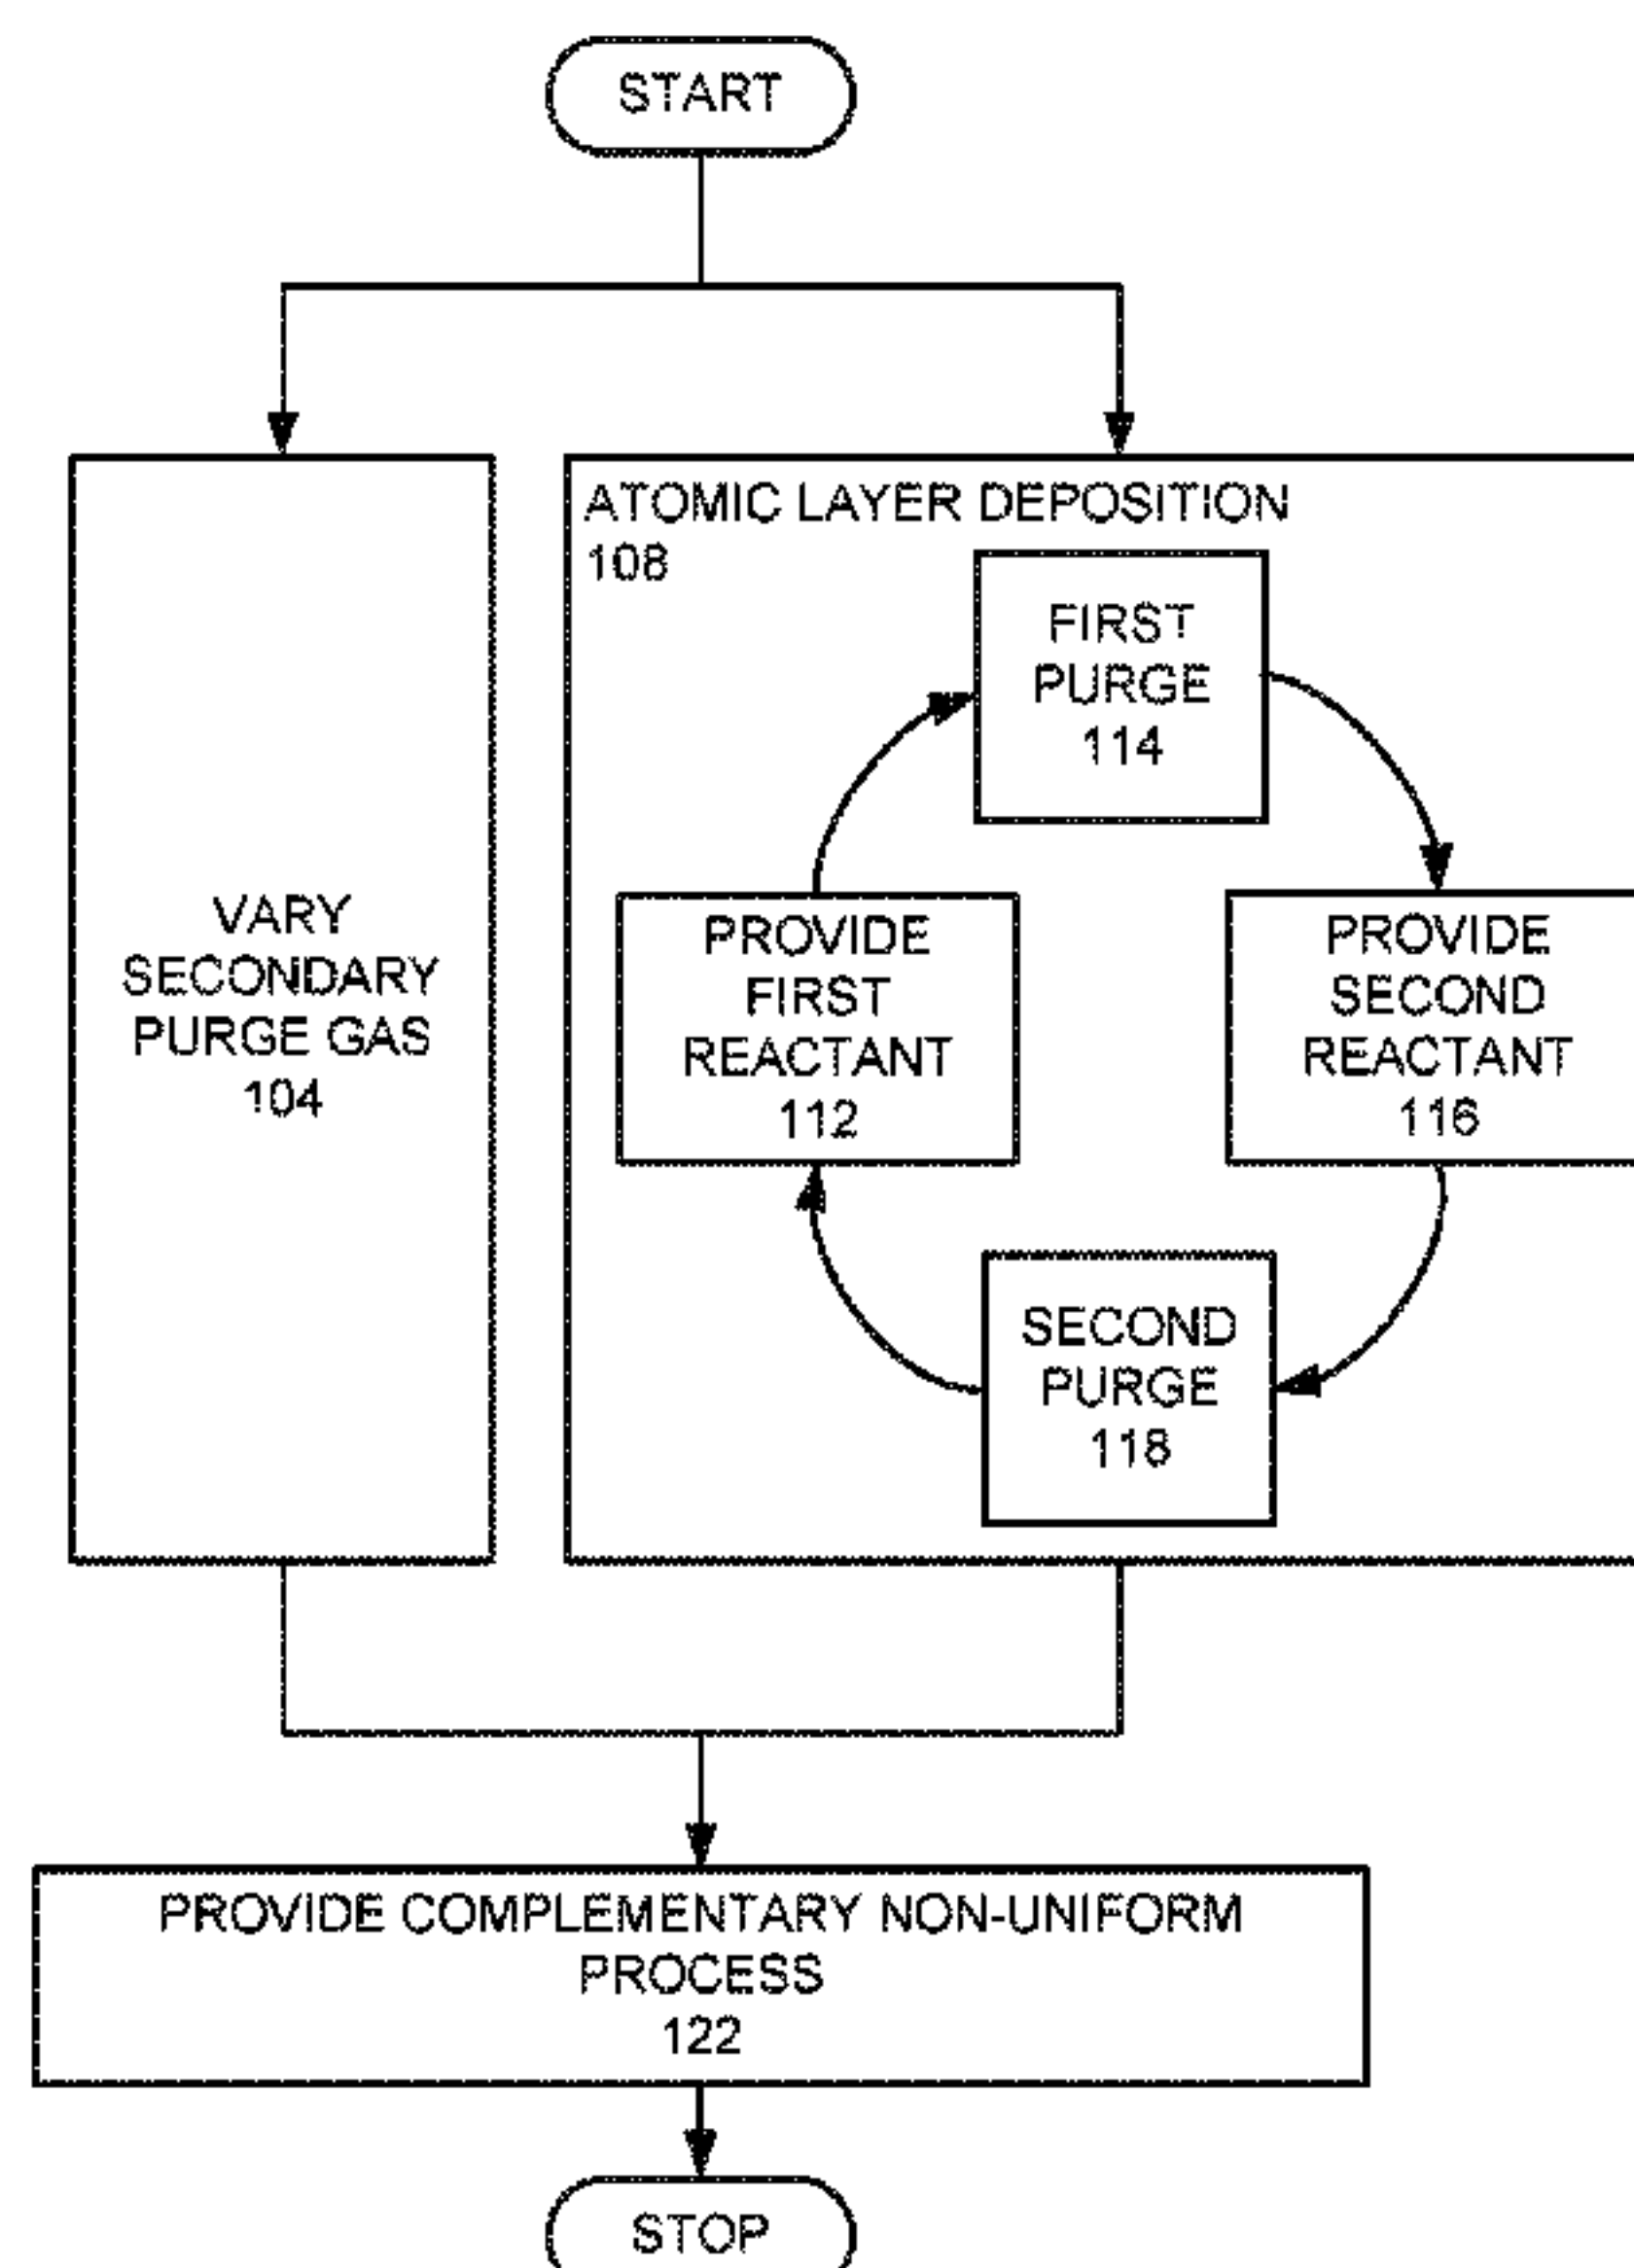 START
VARY
SECONDARY
PURGE GAS
104
ATOMIC LAYER DEPOSITION
108
FIRST
PURGE
114
PROVIDE
FIRST
REACTANT
112
PROVIDE
SECOND
REACTANT
116
SECOND
PURGE
118
PROVIDE COMPLEMENTARY NON-UNIFORM
PROCESS
122
STOP